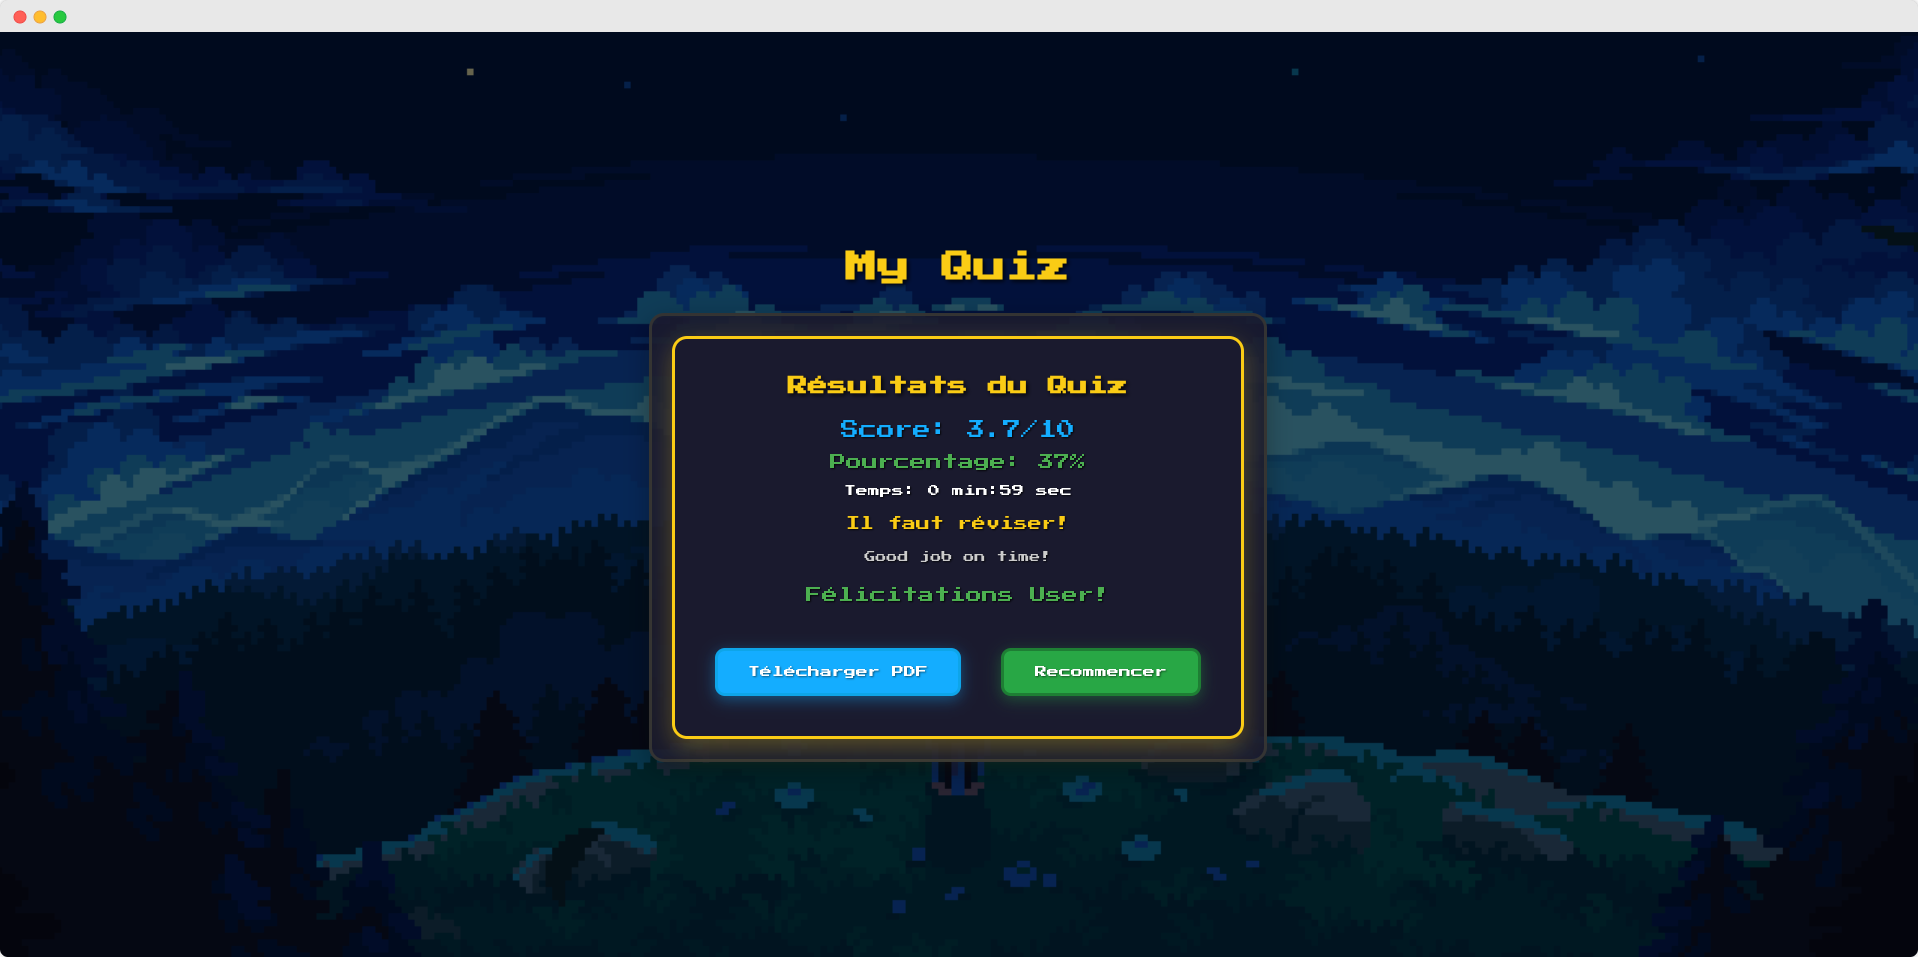 My Quiz
Résultats du Quiz
Score: 3.7/10
Pourcentage: 37%
Temps: 0 min:59 sec
Il faut réviser!
Good job on time!
Félicitations User!
Télécharger PDF
Recommencer